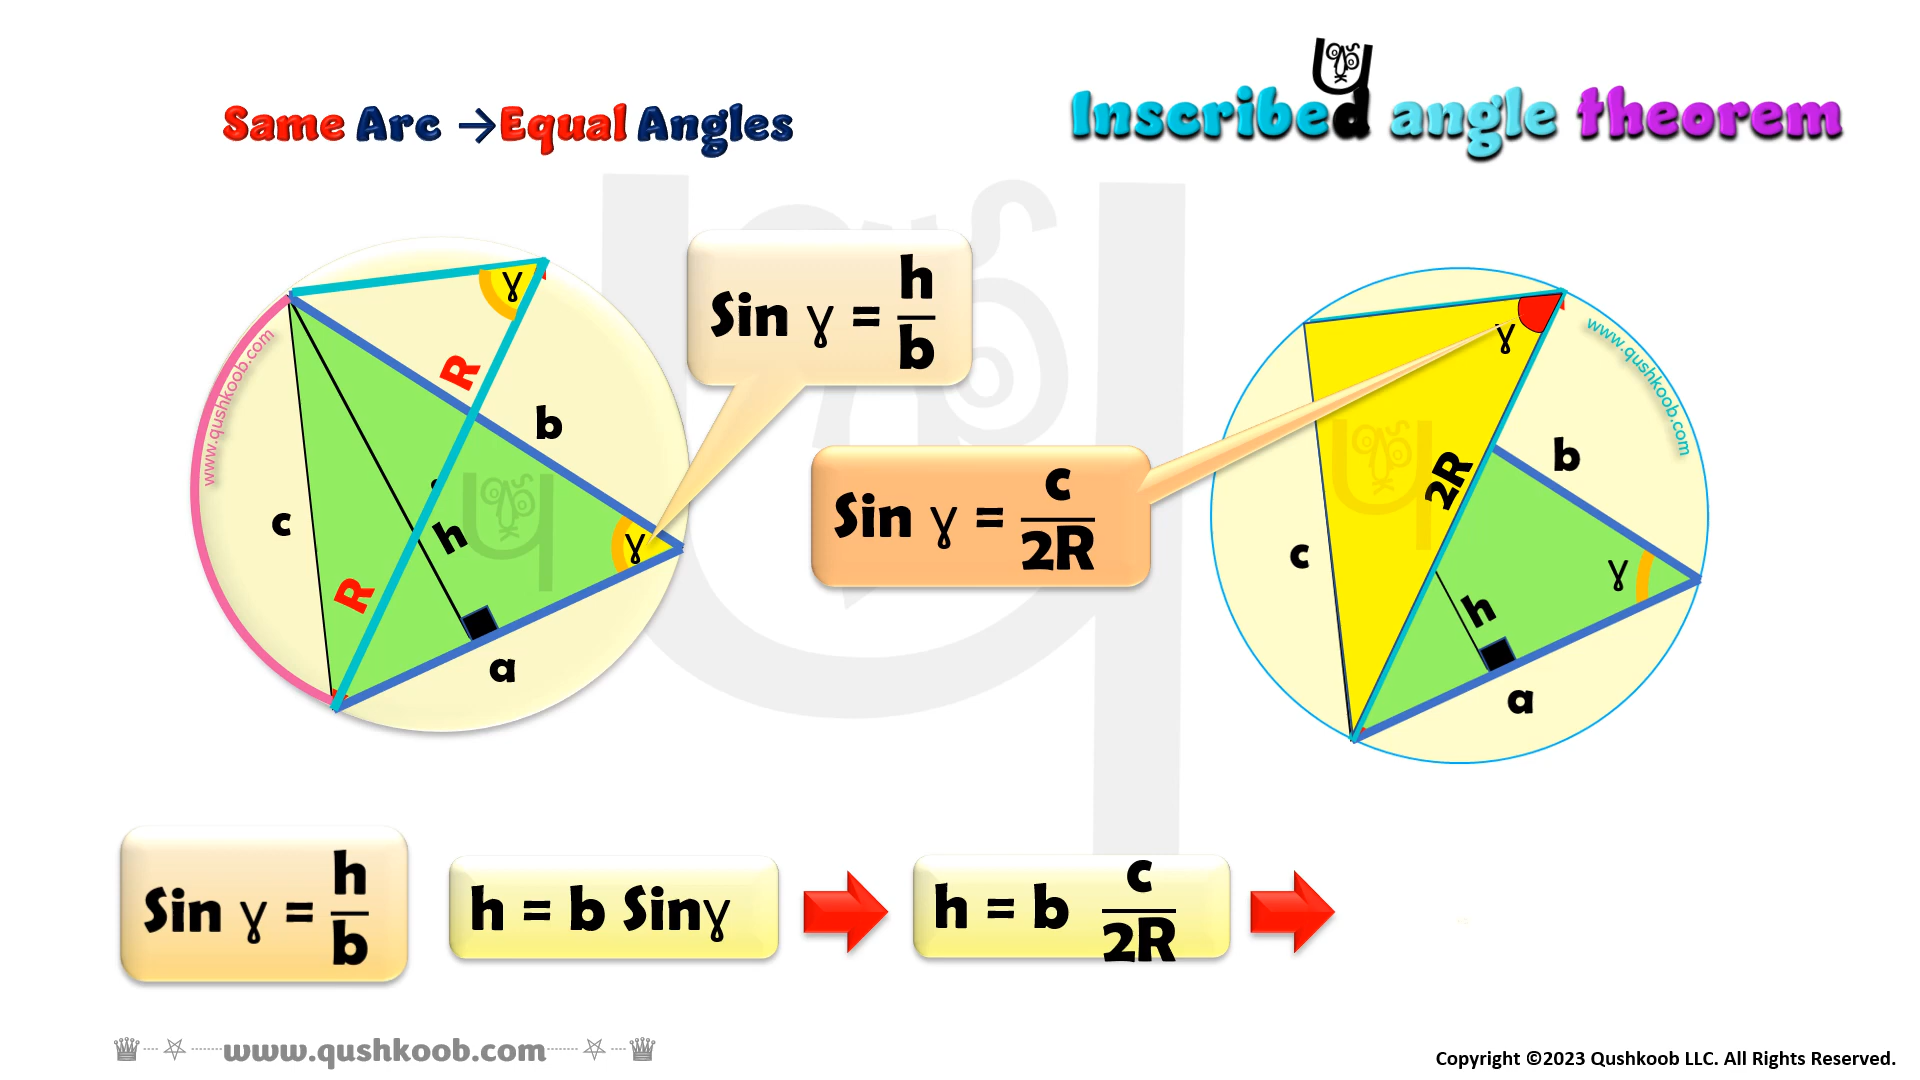 Inscribed angle theorem
Same Arc →Equal Angles
www.qushkoob.com
ɣ
R
b
c
h
R
ɣ
a
Sin ɣ = h/b
Sin ɣ = c/2R
www.qushkoob.com
ɣ
2R
b
c
h
ɣ
a
Sin ɣ = h/b
h = b Sinɣ
h = b c/2R
www.qushkoob.com
Copyright ©2023 Qushkoob LLC. All Rights Reserved.